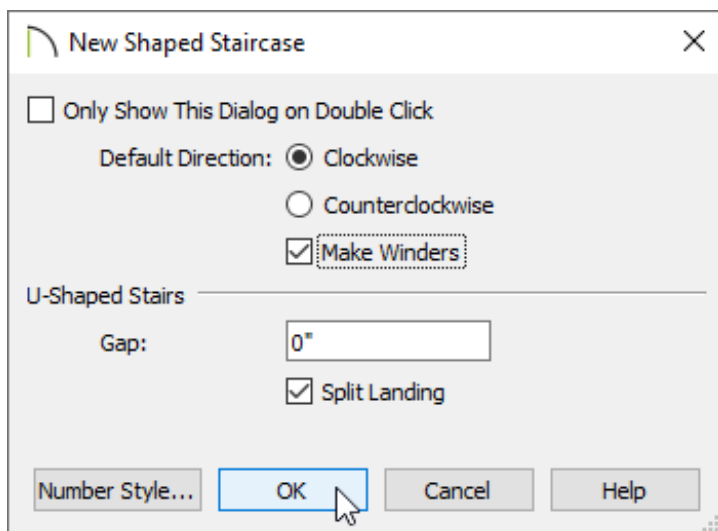 New Shaped Staircase
Only Show This Dialog on Double Click
Default Direction: Clockwise
Counterclockwise
Make Winders
U-Shaped Stairs
Gap: 0"
Split Landing
Number Style... OK Cancel Help